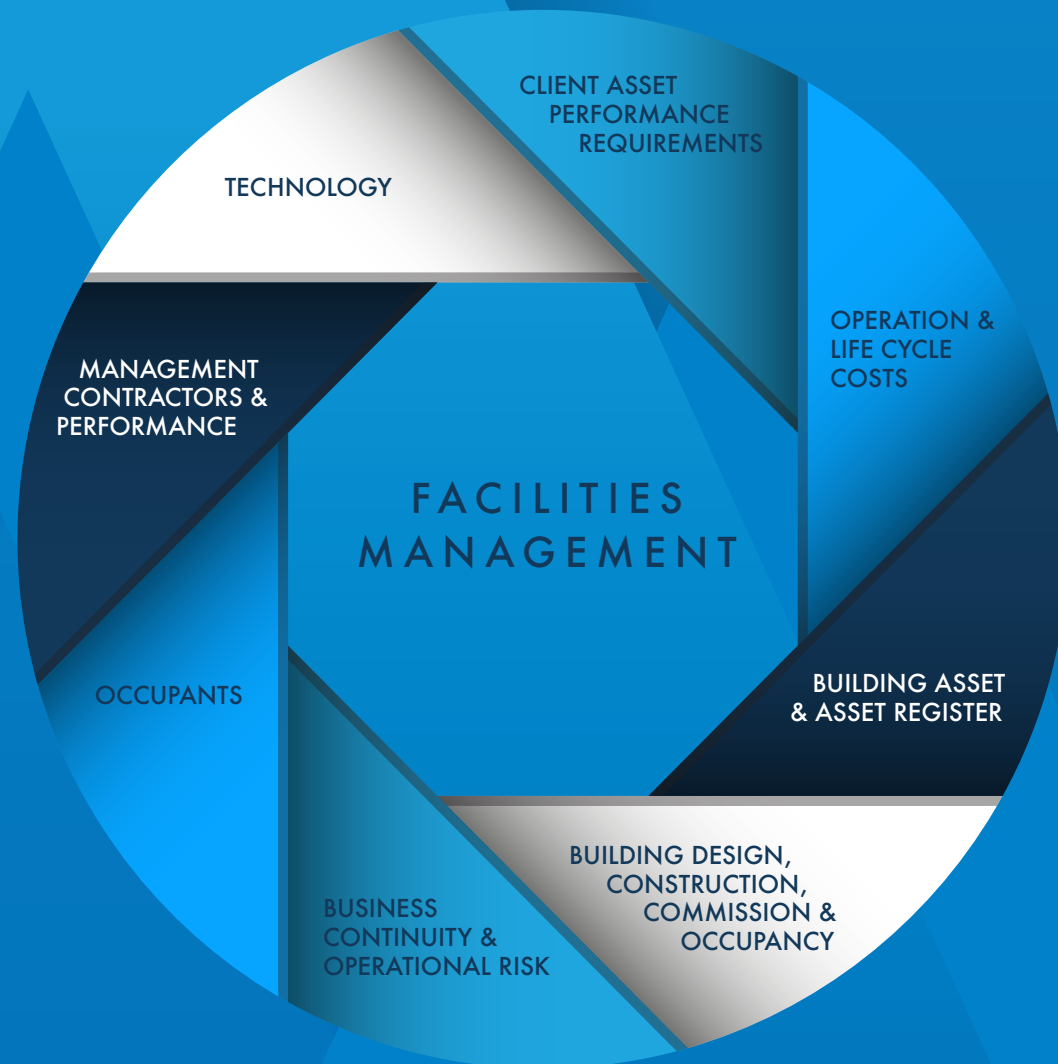 CLIENT ASSET
PERFORMANCE
REQUIREMENTS
TECHNOLOGY
OPERATION &
LIFE CYCLE
COSTS
MANAGEMENT
CONTRACTORS &
PERFORMANCE
FACILITIES
MANAGEMENT
OCCUPANTS
BUILDING ASSET
& ASSET REGISTER
BUILDING DESIGN,
CONSTRUCTION,
COMMISSION &
OCCUPANCY
BUSINESS
CONTINUITY &
OPERATIONAL RISK